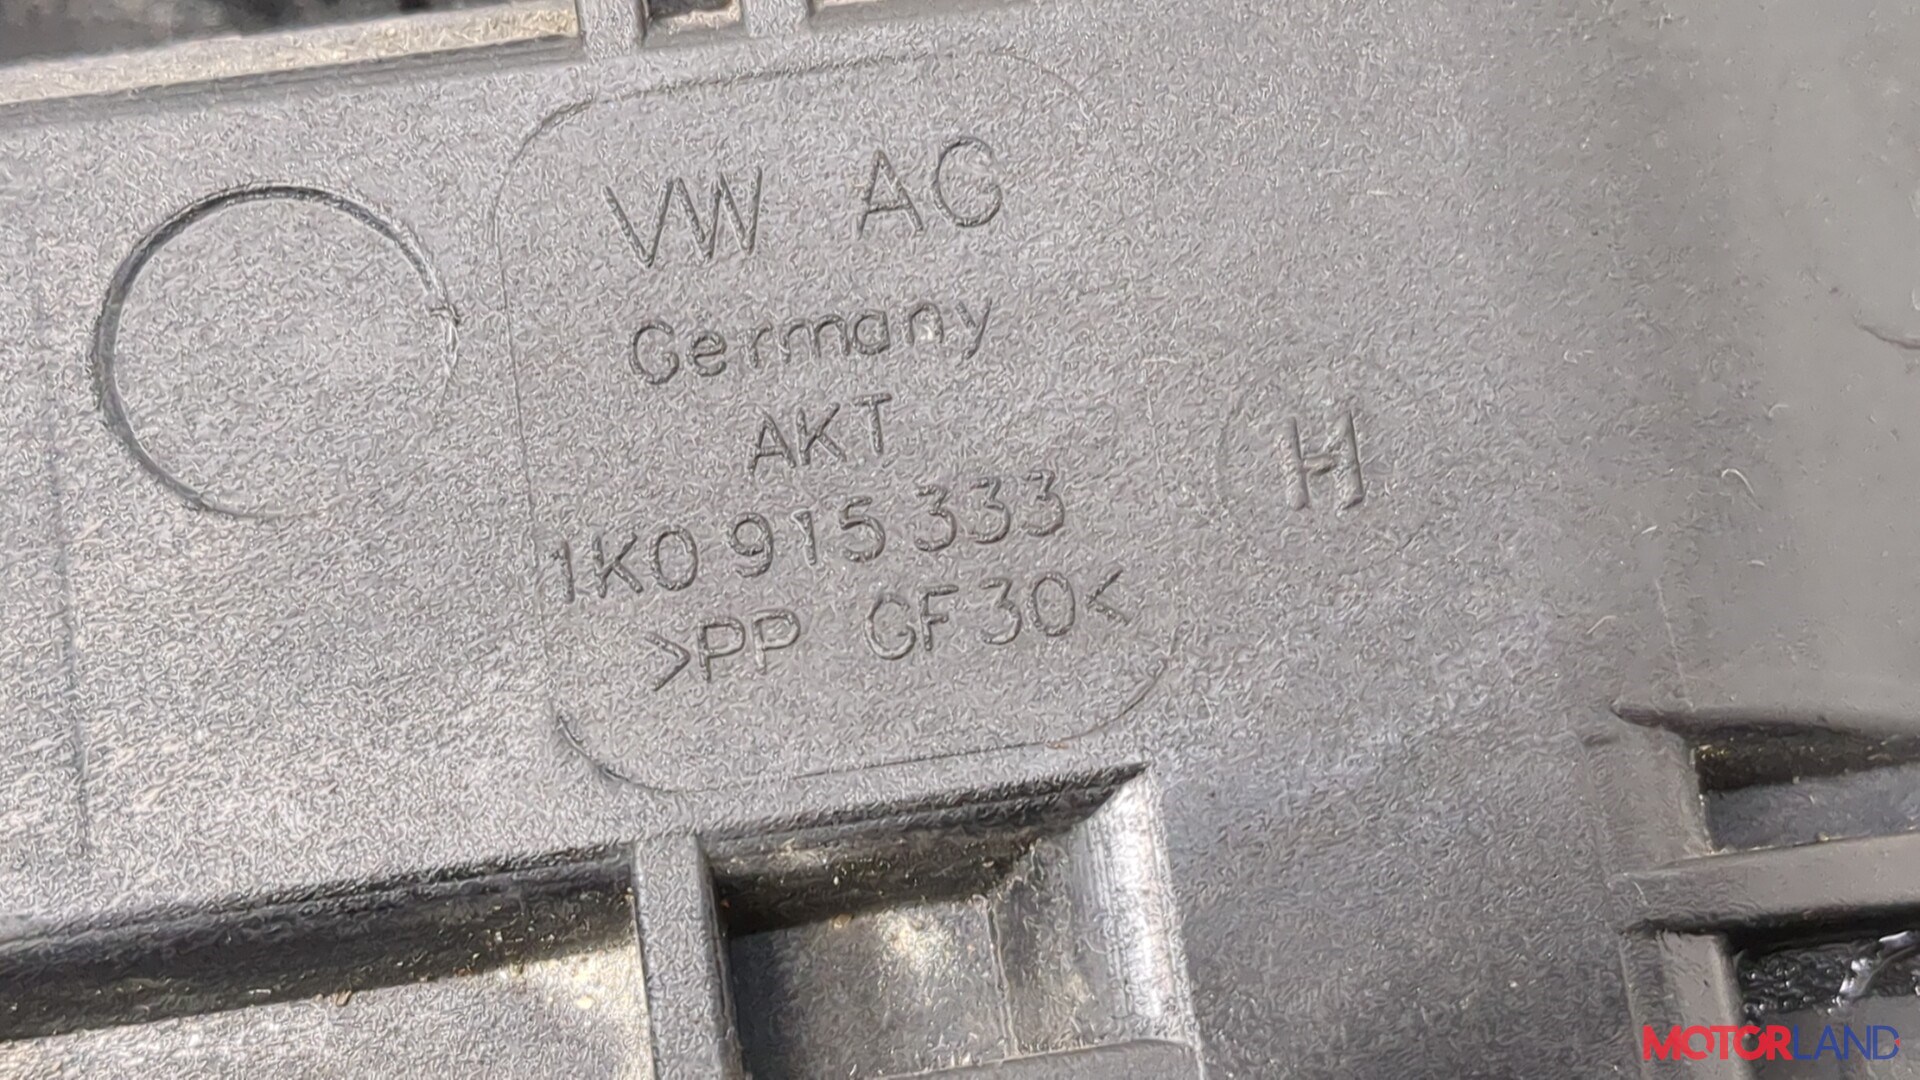 VW AG
Germany
AKT
1K0 915 333
>PP GF30<
H
MOTORLAND